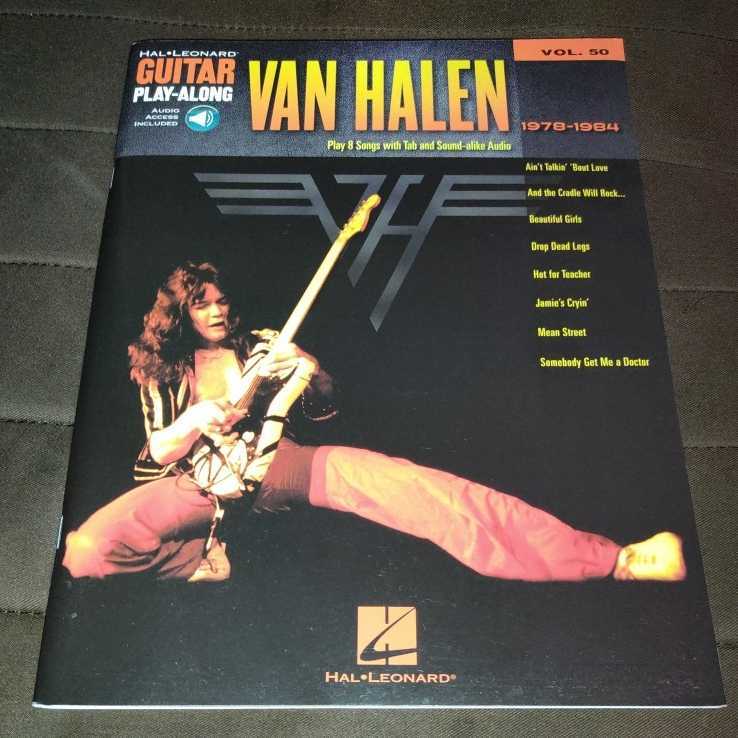 HAL•LEONARD®
GUITAR
PLAY-ALONG
AUDIO
ACCESS
INCLUDED
VAN HALEN
VOL. 50
1978-1984
Play 8 Songs with Tab and Sound-alike Audio
Ain't Talkin' 'Bout Love
And the Cradle Will Rock...
Beautiful Girls
Drop Dead Legs
Hot for Teacher
Jamie's Cryin'
Mean Street
Somebody Get Me a Doctor
VH
HAL•LEONARD®